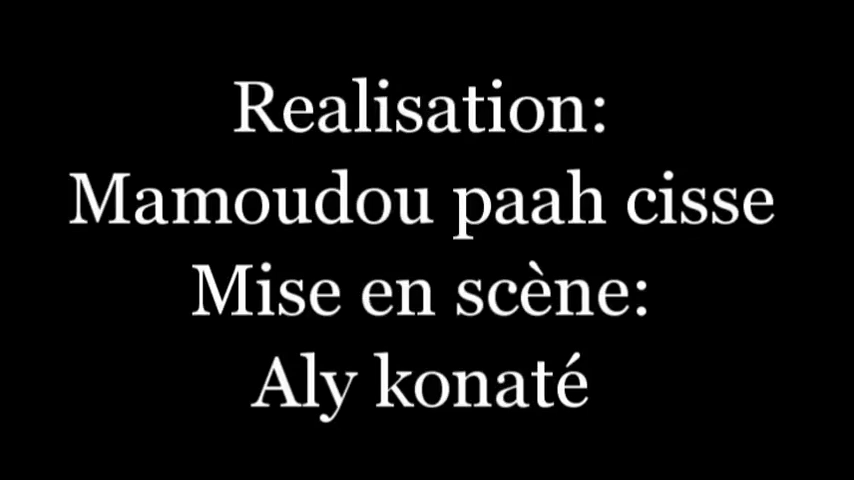 Realisation:
Mamoudou paah cisse
Mise en scène:
Aly konaté